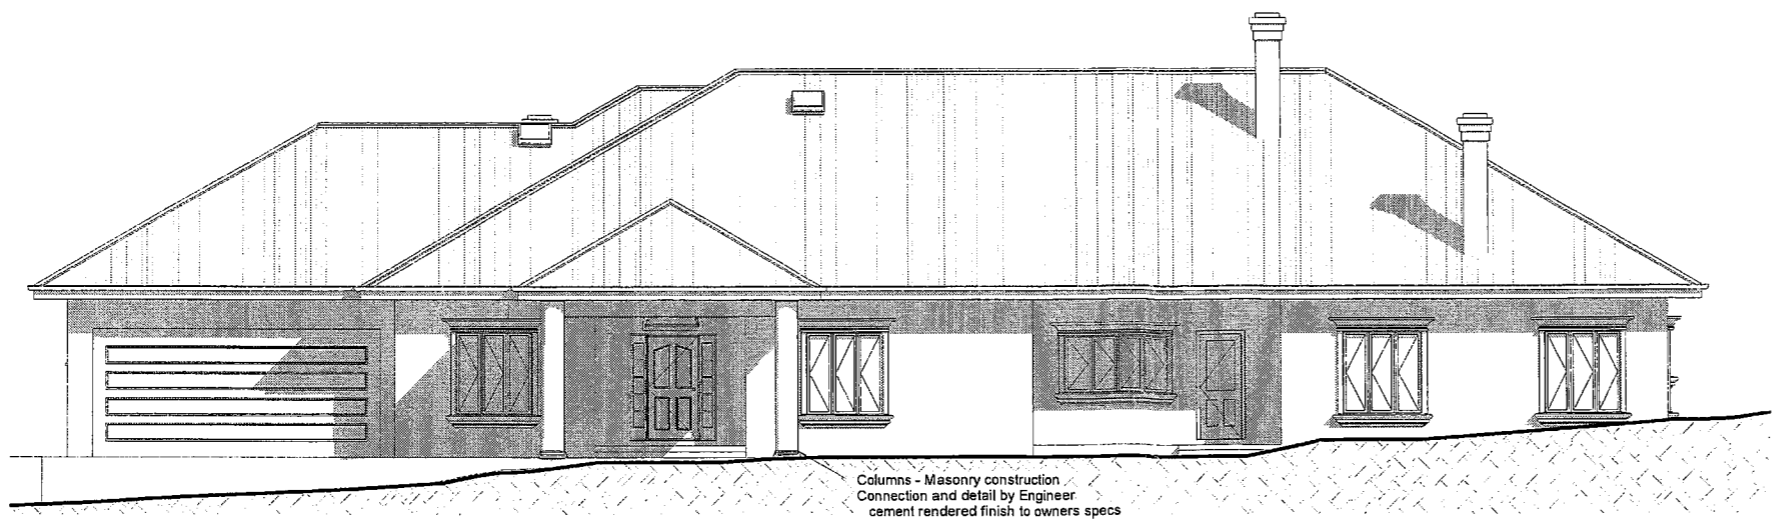 Columns - Masonry construction
Connection and detail by Engineer
cement rendered finish to owners specs